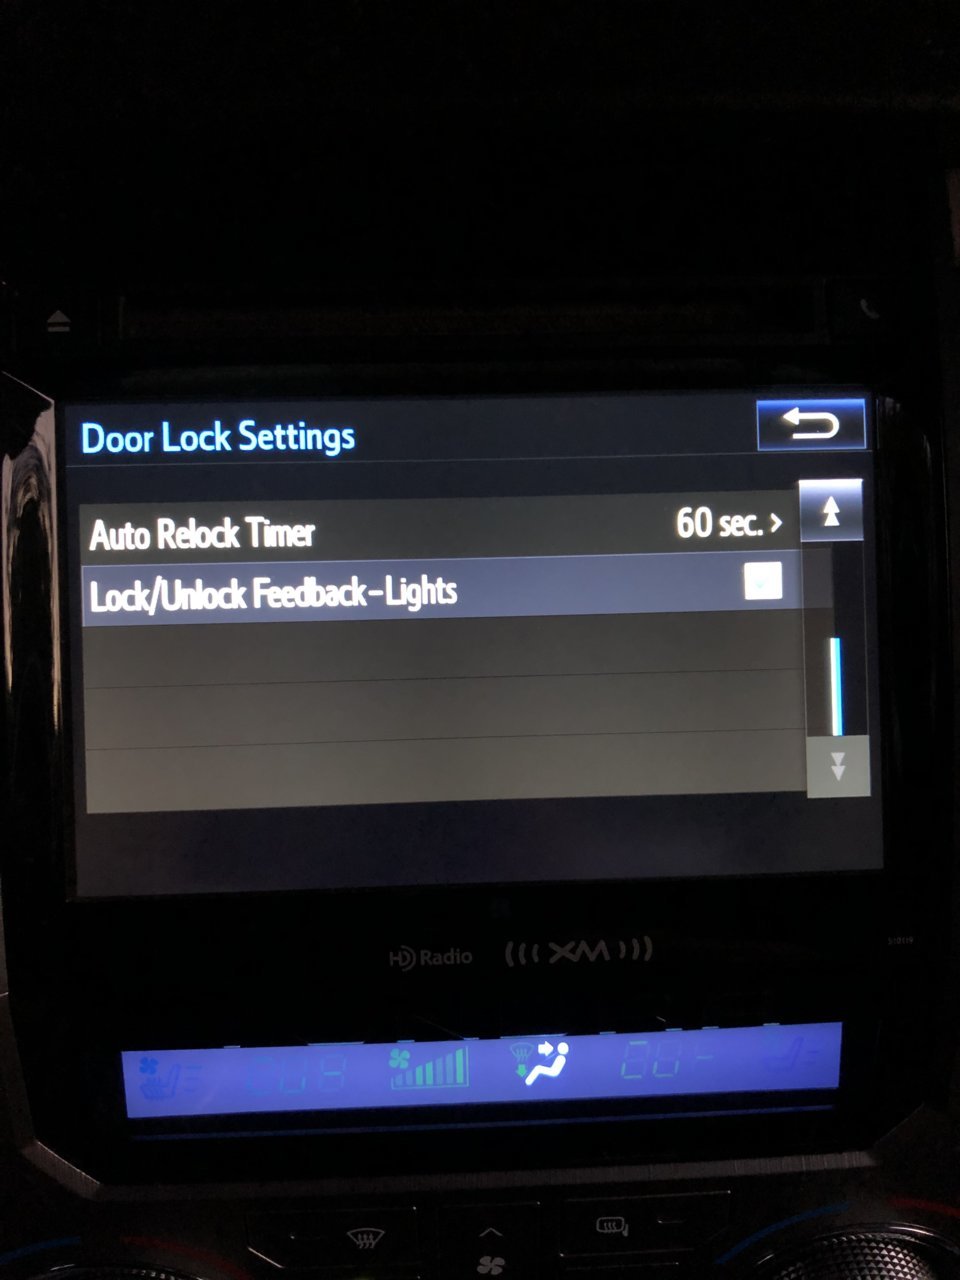 Door Lock Settings
Auto Relock Timer 60 sec. >
Lock/Unlock Feedback-Lights
HD Radio ((( XM )))